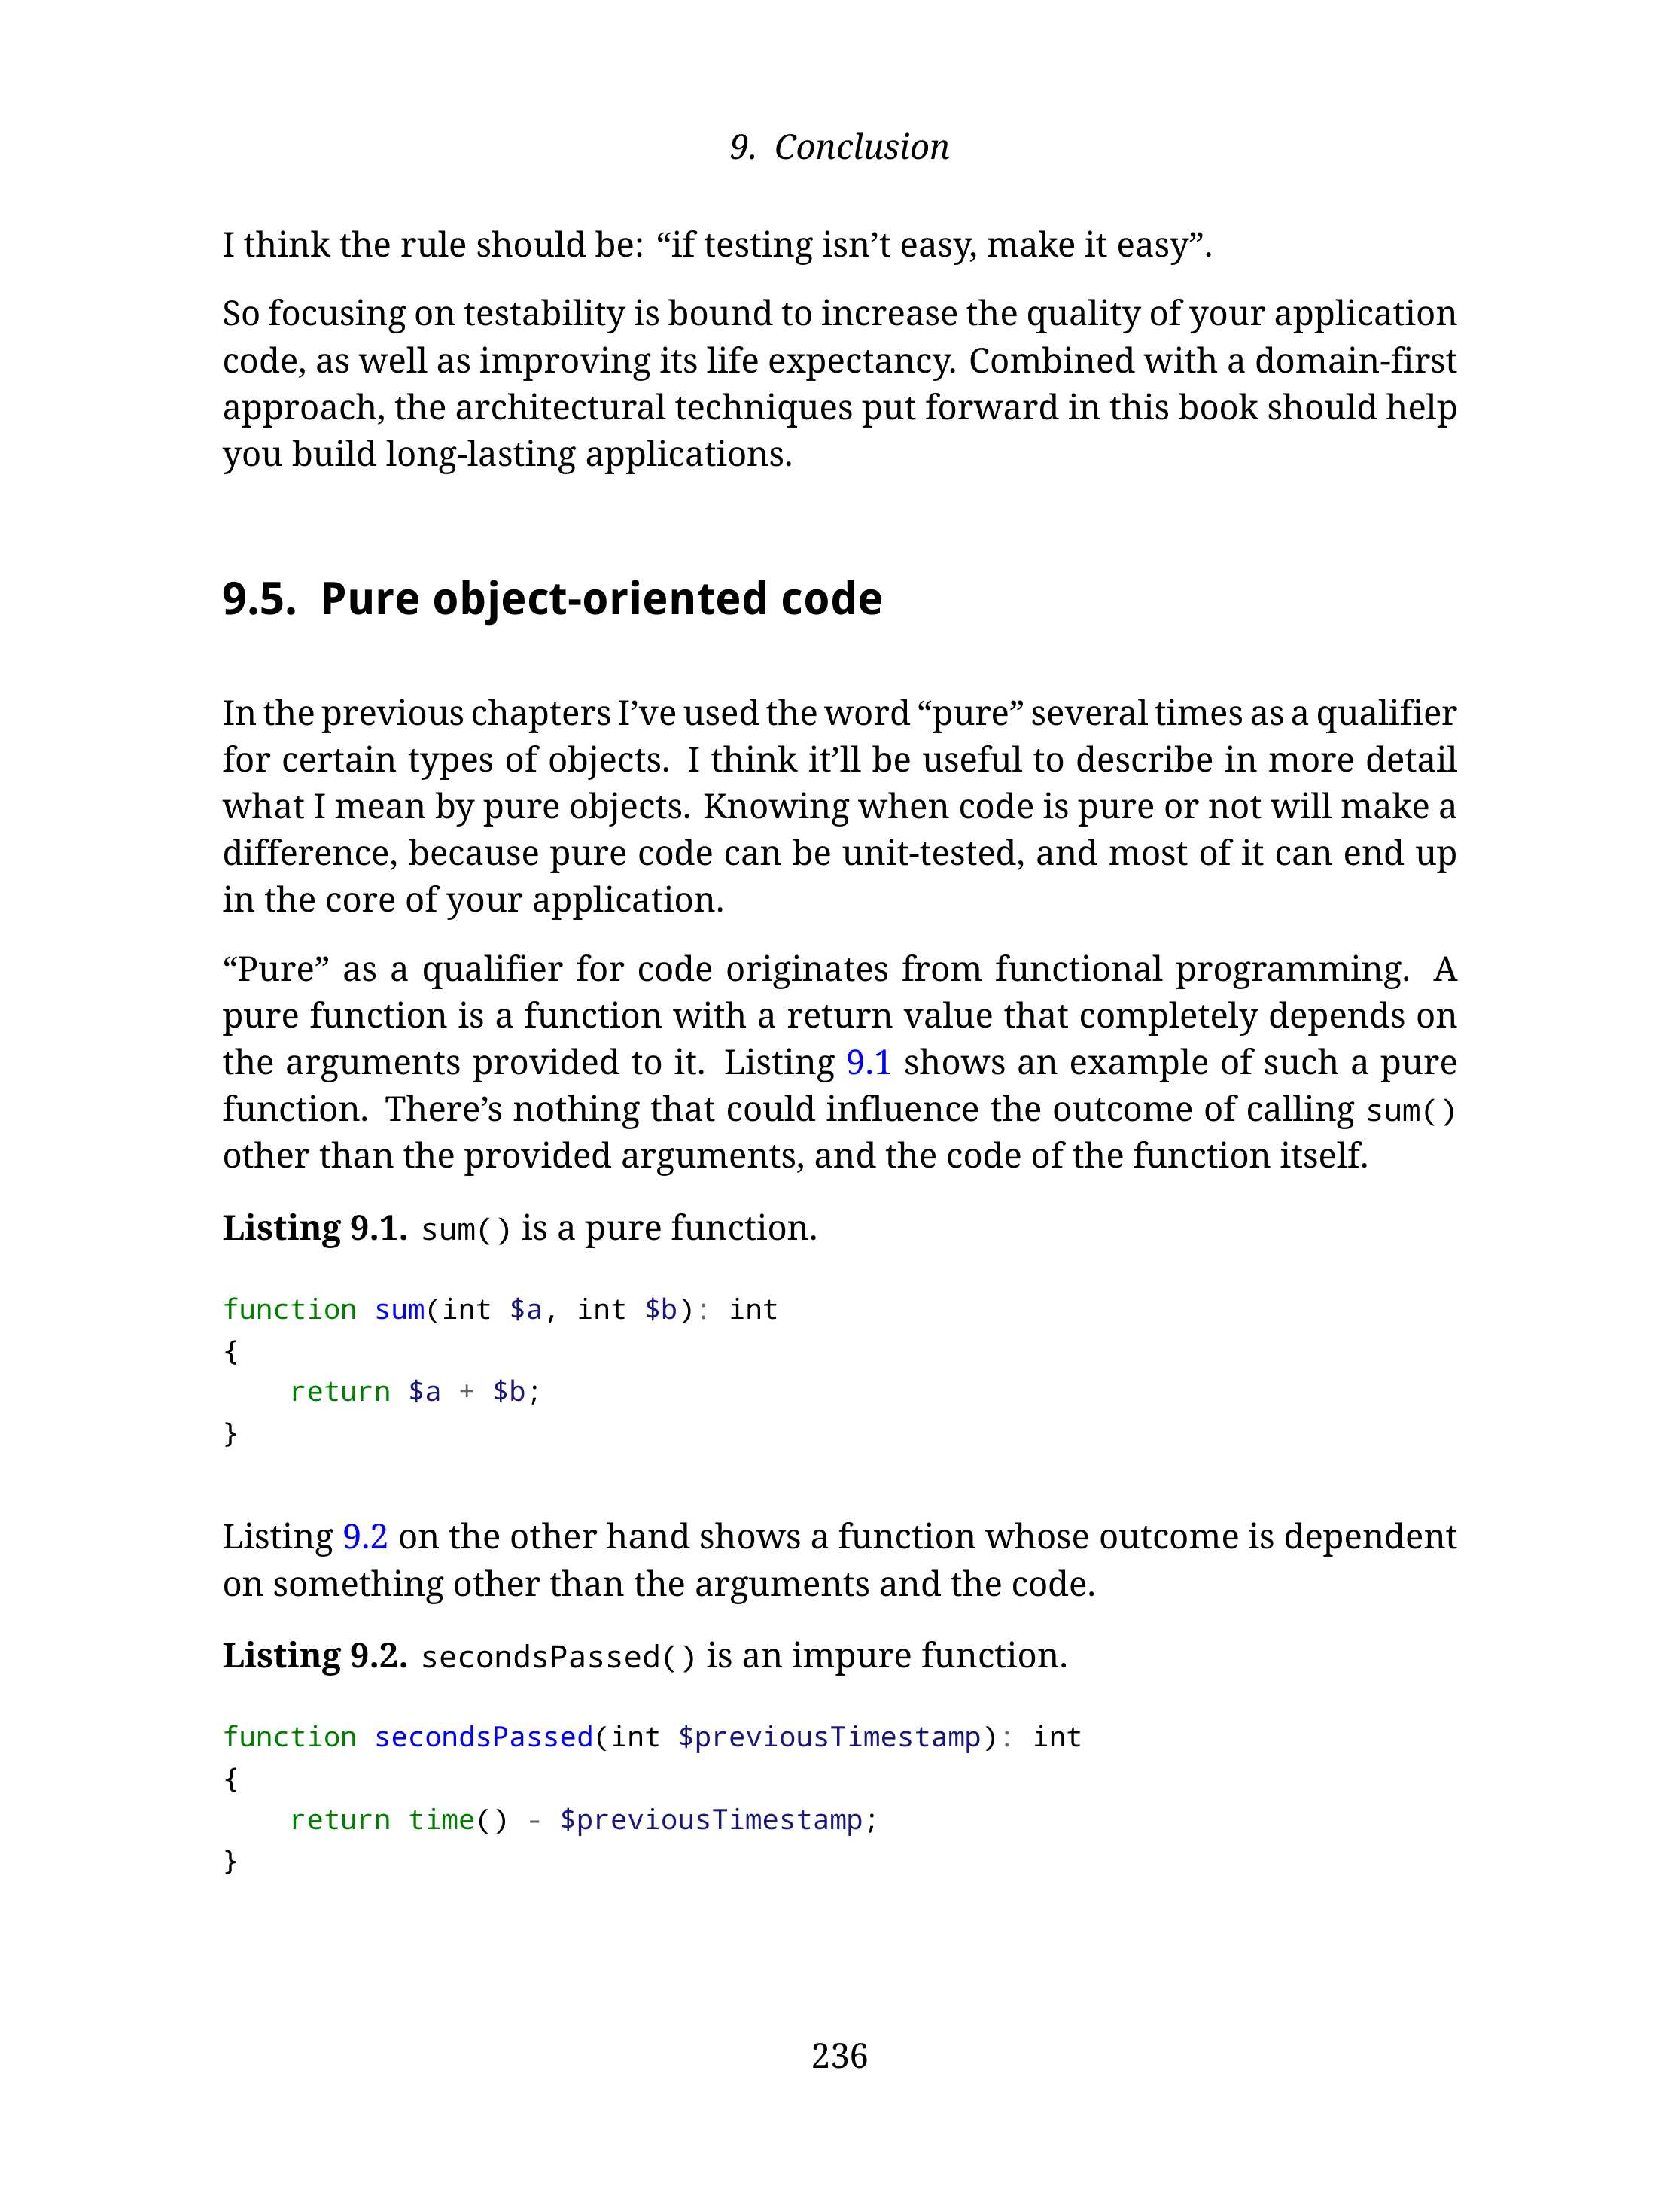 9. Conclusion
I think the rule should be: “if testing isn’t easy, make it easy”.
So focusing on testability is bound to increase the quality of your application
code, as well as improving its life expectancy. Combined with a domain-first
approach, the architectural techniques put forward in this book should help
you build long-lasting applications.
9.5. Pure object-oriented code
In the previous chapters I’ve used the word “pure” several times as a qualifier
for certain types of objects. I think it’ll be useful to describe in more detail
what I mean by pure objects. Knowing when code is pure or not will make a
difference, because pure code can be unit-tested, and most of it can end up
in the core of your application.
“Pure” as a qualifier for code originates from functional programming. A
pure function is a function with a return value that completely depends on
the arguments provided to it. Listing 9.1 shows an example of such a pure
function. There’s nothing that could influence the outcome of calling sum()
other than the provided arguments, and the code of the function itself.
Listing 9.1. sum() is a pure function.
function sum(int $a, int $b): int
{
    return $a + $b;
}
Listing 9.2 on the other hand shows a function whose outcome is dependent
on something other than the arguments and the code.
Listing 9.2. secondsPassed() is an impure function.
function secondsPassed(int $previousTimestamp): int
{
    return time() - $previousTimestamp;
}
236